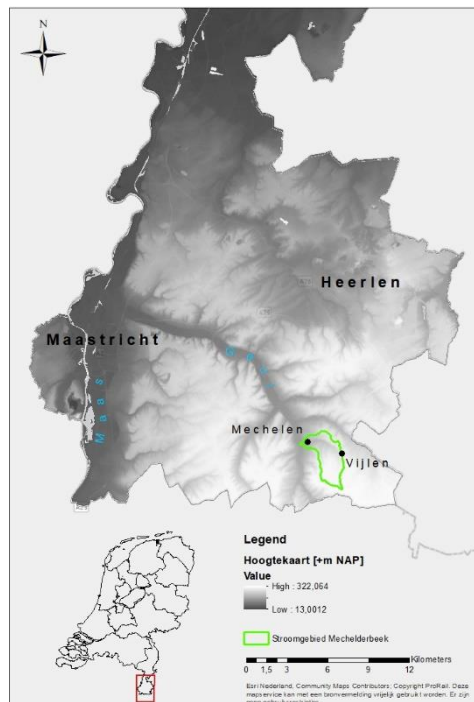 N
Heerlen
Maastricht
Geul
Maas
Mechelen
Vijlen
Legend
Hoogtekaart [+m NAP]
Value
High : 322,064
Low : 13,0012
Stroomgebied Mechelderbeek
Kilometers
0 1,5 3 6 9 12
Esri Nederland, Community Maps Contributors; Copyright ProRail. Deze
mapservice kan met een bronvermelding vrijelijk gebruikt worden. Er zijn